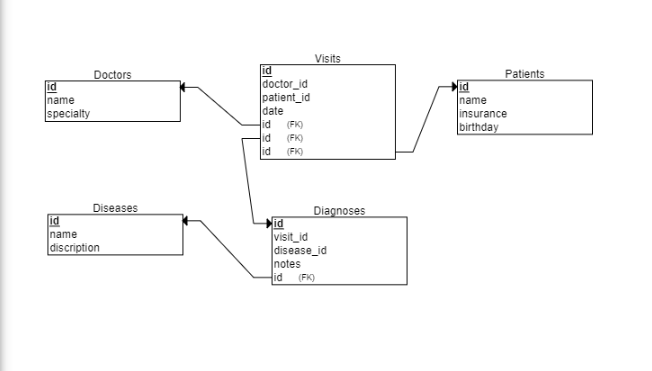 Doctors
id
name
specialty
Visits
id
doctor_id
patient_id
date
id (FK)
id (FK)
id (FK)
Patients
id
name
insurance
birthday
Diseases
id
name
discription
Diagnoses
id
visit_id
disease_id
notes
id (FK)